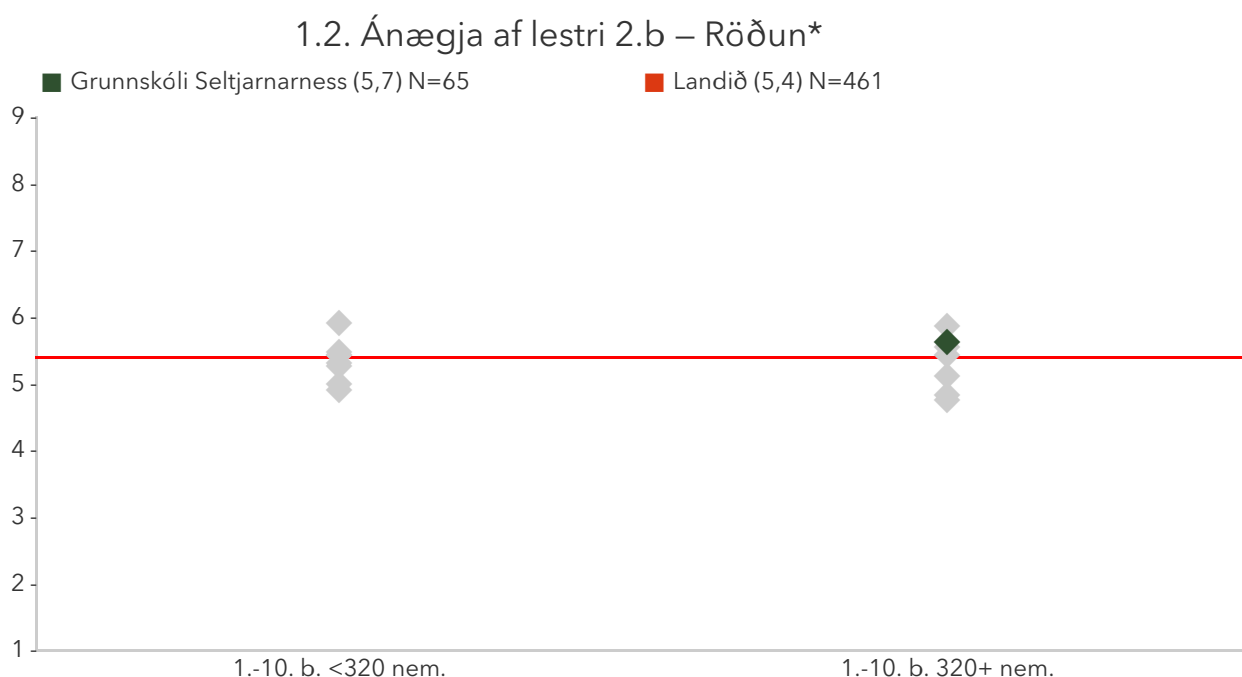 1.2. Ánægja af lestri 2.b – Röðun*
Grunnskóli Seltjarnarness (5,7) N=65
Landið (5,4) N=461
9
8
7
6
5
4
3
2
1
1.-10. b. <320 nem.
1.-10. b. 320+ nem.